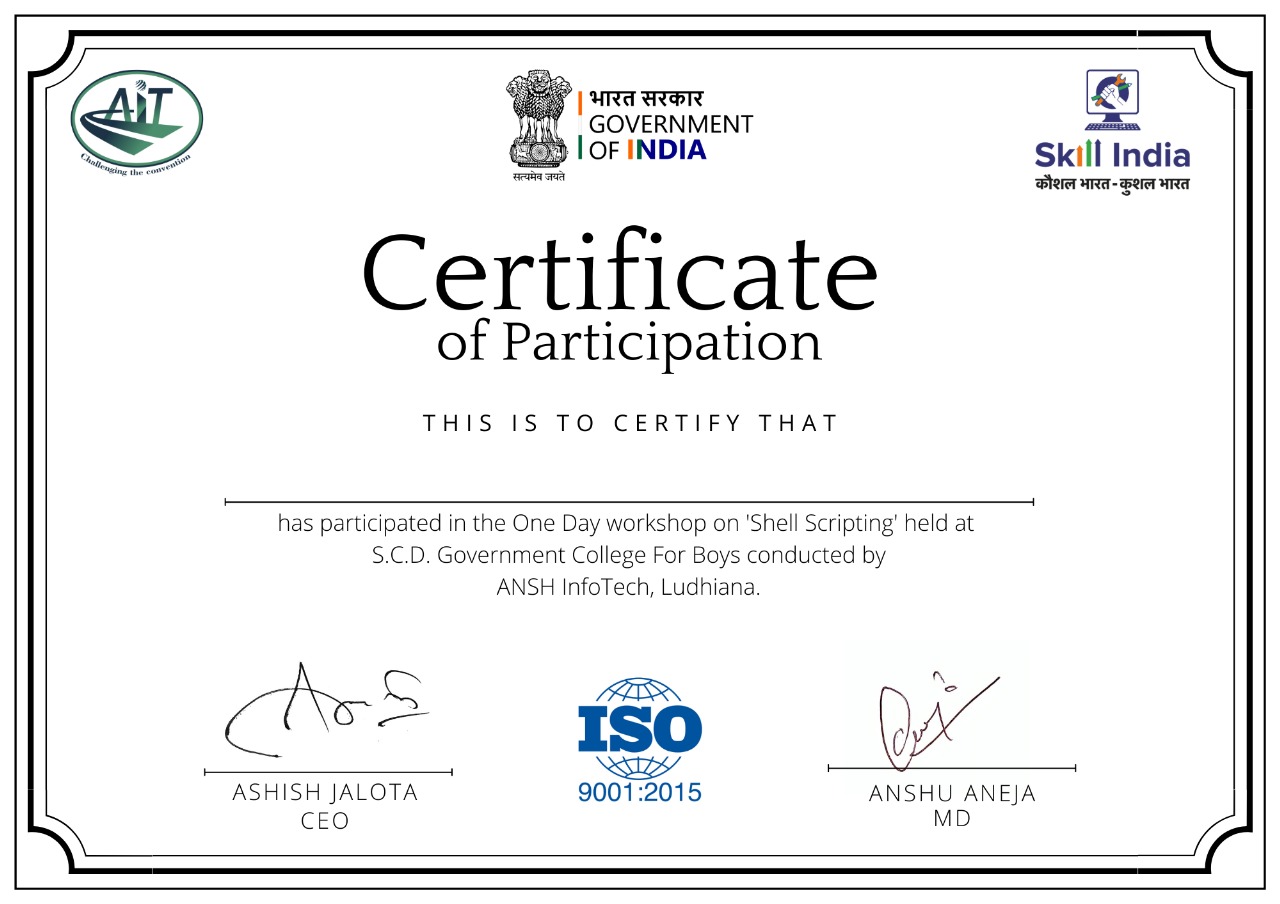 AiT
Challenging the convention
भारत सरकार
GOVERNMENT
OF INDIA
सत्यमेव जयते
Skill India
कौशल भारत - कुशल भारत
Certificate
of Participation
THIS IS TO CERTIFY THAT
has participated in the One Day workshop on 'Shell Scripting' held at
S.C.D. Government College For Boys conducted by
ANSH InfoTech, Ludhiana.
ISO
9001:2015
ASHISH JALOTA
CEO
ANSHU ANEJA
MD